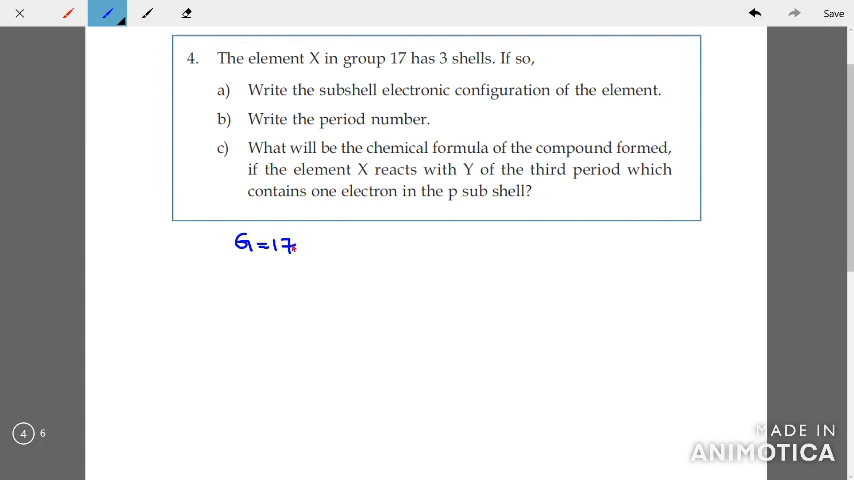 Save
4. The element X in group 17 has 3 shells. If so,
a) Write the subshell electronic configuration of the element.
b) Write the period number.
c) What will be the chemical formula of the compound formed,
if the element X reacts with Y of the third period which
contains one electron in the p sub shell?
G=17
4 6
MADE IN
ANIMOTICA